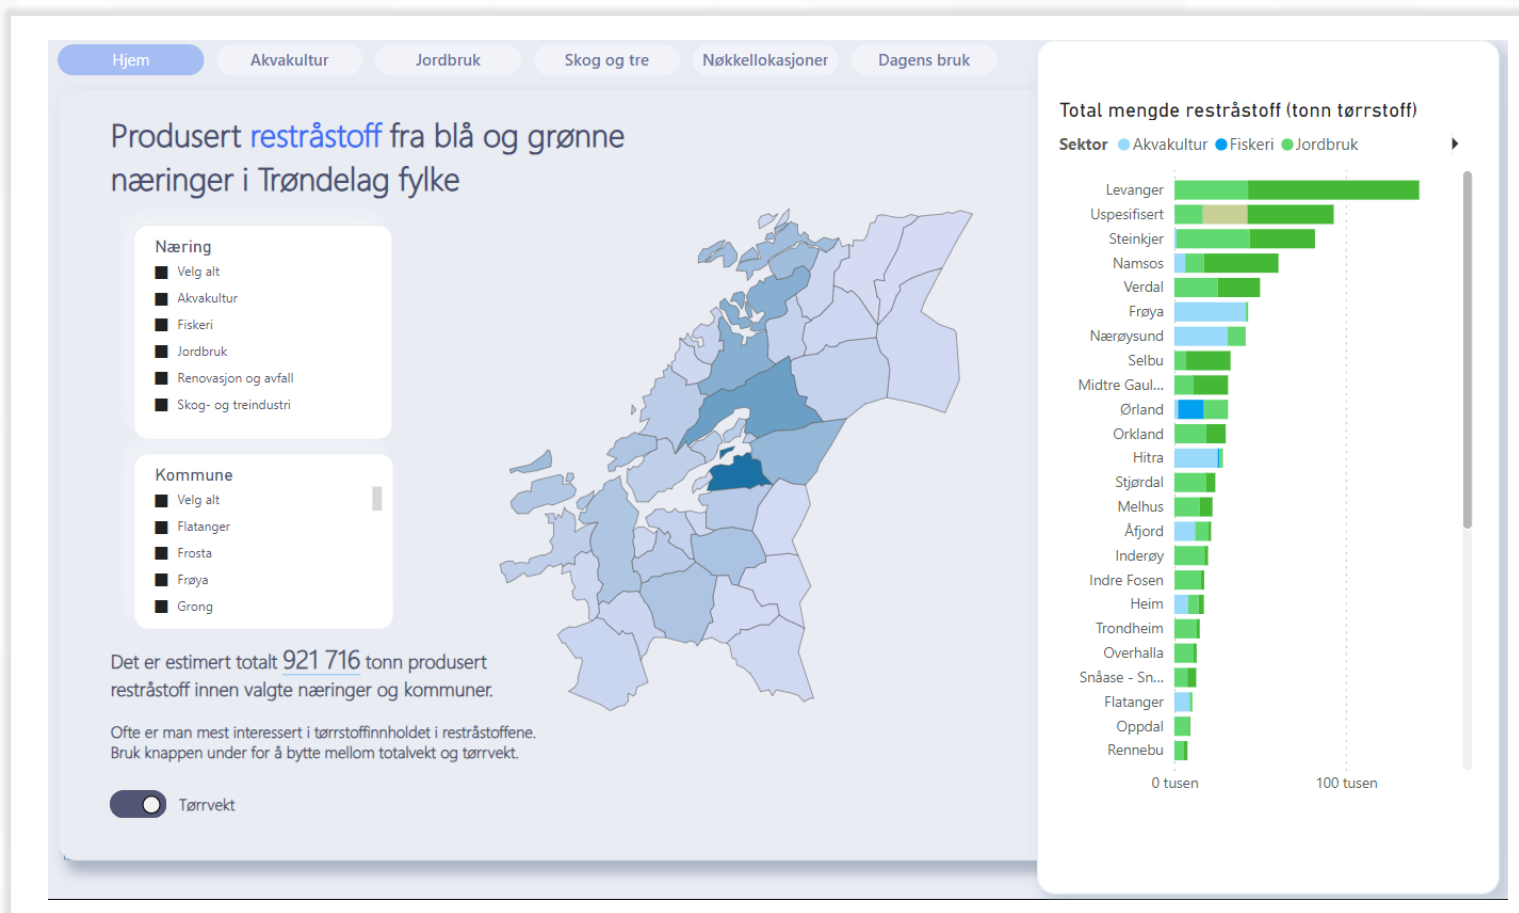 Hjem
Akvakultur
Jordbruk
Skog og tre
Nøkkellokasjoner
Dagens bruk
Produsert restråstoff fra blå og grønne
næringer i Trøndelag fylke
Næring
Velg alt
Akvakultur
Fiskeri
Jordbruk
Renovasjon og avfall
Skog- og treindustri
Kommune
Velg alt
Flatanger
Frosta
Frøya
Grong
Det er estimert totalt 921 716 tonn produsert
restråstoff innen valgte næringer og kommuner.
Ofte er man mest interessert i tørrstoffinnholdet i restråstoffene.
Bruk knappen under for å bytte mellom totalvekt og tørrvekt.
Tørrvekt
Total mengde restråstoff (tonn tørrstoff)
Sektor Akvakultur Fiskeri Jordbruk
Levanger
Uspesifisert
Steinkjer
Namsos
Verdal
Frøya
Nærøysund
Selbu
Midtre Gaul...
Ørland
Orkland
Hitra
Stjørdal
Melhus
Åfjord
Inderøy
Indre Fosen
Heim
Trondheim
Overhalla
Snåase - Sn...
Flatanger
Oppdal
Rennebu
0 tusen
100 tusen